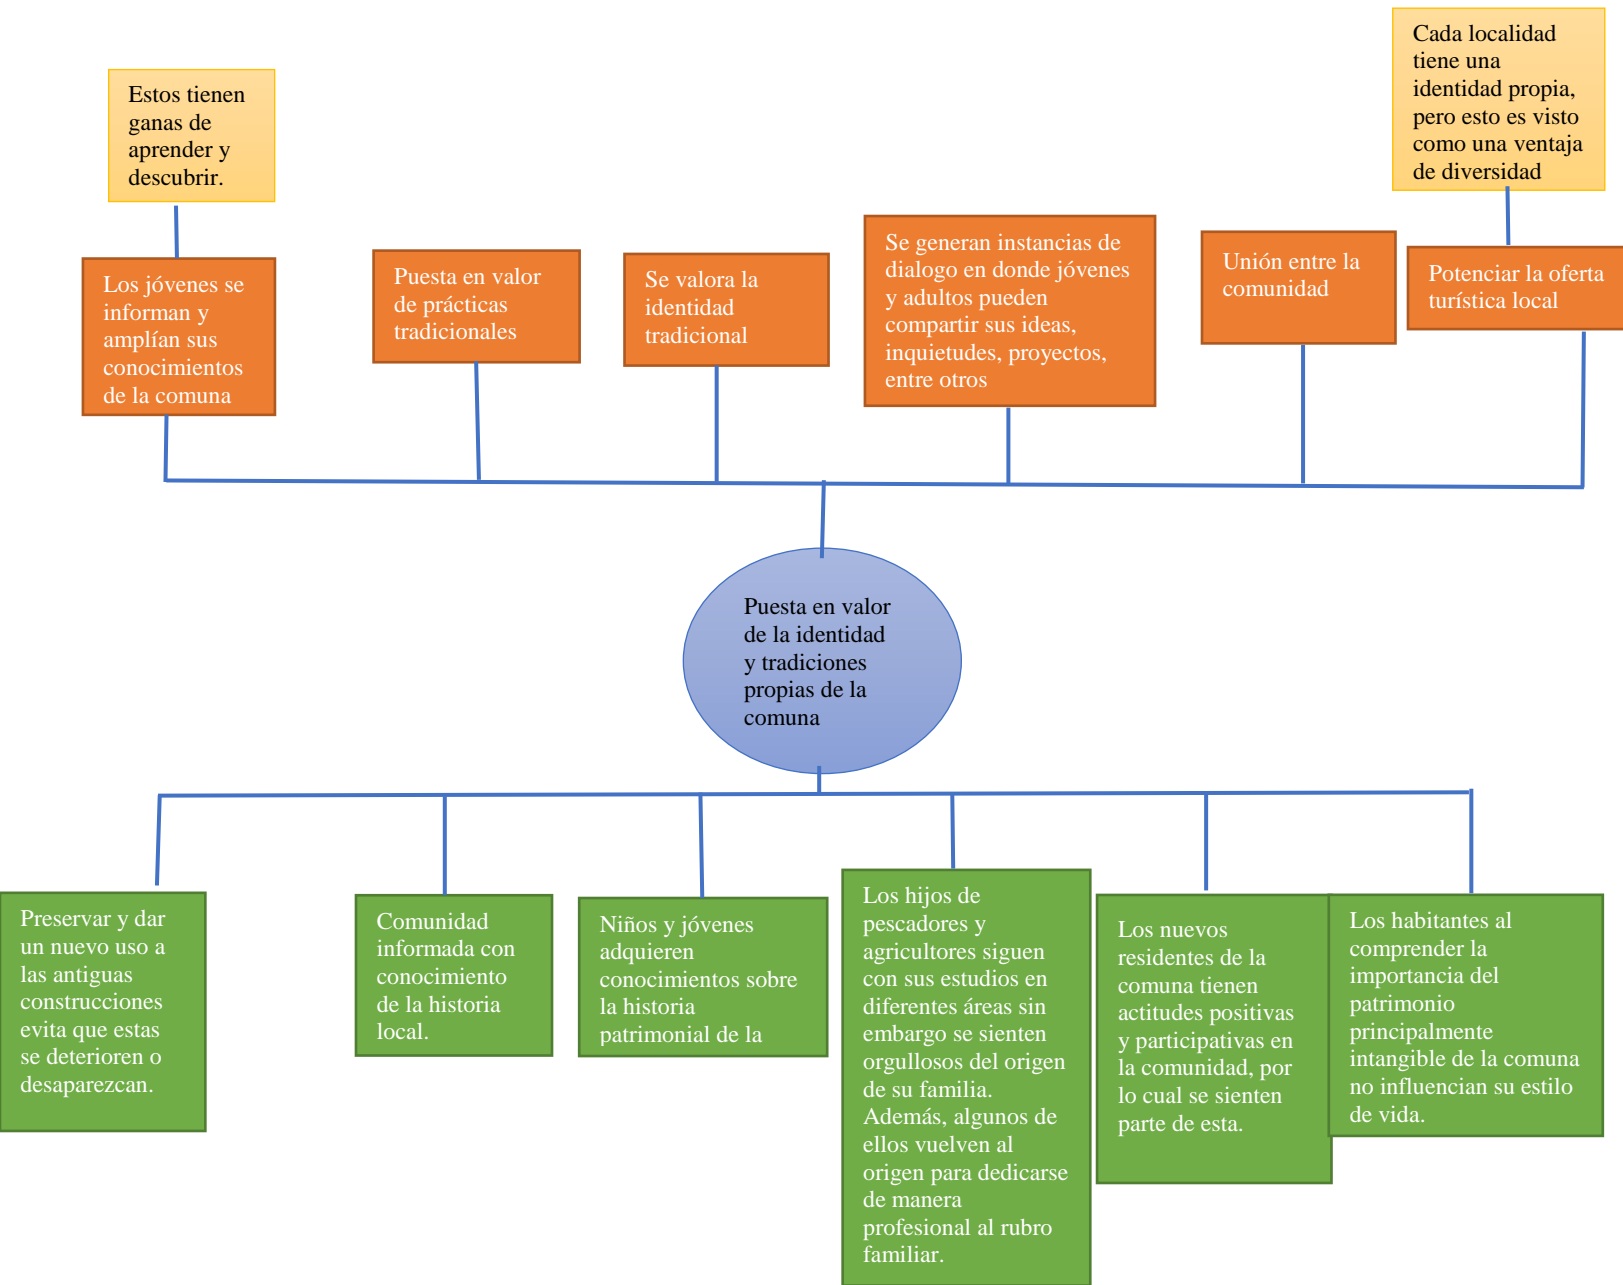 Estos tienen
ganas de
aprender y
descubrir.
Cada localidad
tiene una
identidad propia,
pero esto es visto
como una ventaja
de diversidad
Los jóvenes se
informan y
amplían sus
conocimientos
de la comuna
Puesta en valor
de prácticas
tradicionales
Se valora la
identidad
tradicional
Se generan instancias de
dialogo en donde jóvenes
y adultos pueden
compartir sus ideas,
inquietudes, proyectos,
entre otros
Unión entre la
comunidad
Potenciar la oferta
turística local
Puesta en valor
de la identidad
y tradiciones
propias de la
comuna
Preservar y dar
un nuevo uso a
las antiguas
construcciones
evita que estas
se deterioren o
desaparezcan.
Comunidad
informada con
conocimiento
de la historia
local.
Niños y jóvenes
adquieren
conocimientos sobre
la historia
patrimonial de la
Los hijos de
pescadores y
agricultores siguen
con sus estudios en
diferentes áreas sin
embargo se sienten
orgullosos del origen
de su familia.
Además, algunos de
ellos vuelven al
origen para dedicarse
de manera
profesional al rubro
familiar.
Los nuevos
residentes de la
comuna tienen
actitudes positivas
y participativas en
la comunidad, por
lo cual se sienten
parte de esta.
Los habitantes al
comprender la
importancia del
patrimonio
principalmente
intangible de la comuna
no influencian su estilo
de vida.